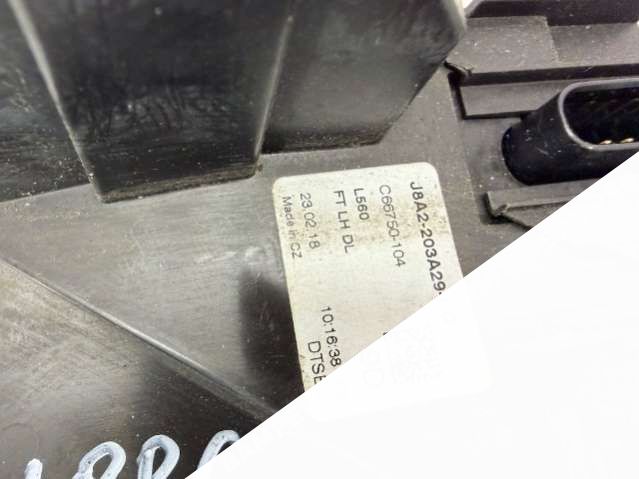 J8A2-203A29-
C66750-104
L560
FT LH DL
23.02.18 10:16:38
Made in CZ DTSE